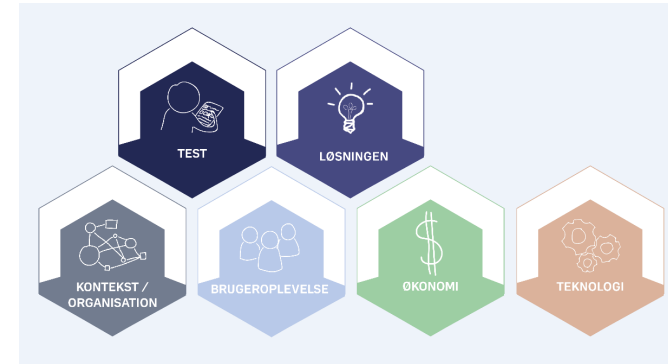 TEST
LØSNINGEN
KONTEKST /
ORGANISATION
BRUGEROPLEVELSE
ØKONOMI
TEKNOLOGI